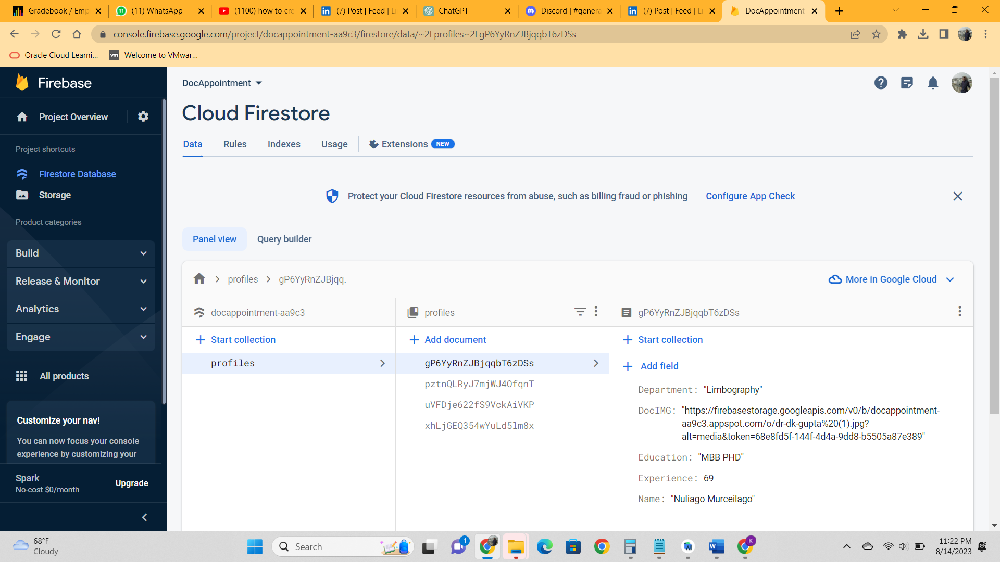 Gradebook / Emp
(11) WhatsApp
(1100) how to cre
(7) Post | Feed | Li
ChatGPT
Discord | #genera
(7) Post | Feed | Li
DocAppointment
console.firebase.google.com/project/docappointment-aa9c3/firestore/data/~2Fprofiles~2FgP6YyRnZJBjqqbT6zDSs
Oracle Cloud Learni...
vm Welcome to VMwar...
Firebase
Project Overview
Project shortcuts
Firestore Database
Storage
Product categories
Build
Release & Monitor
Analytics
Engage
All products
Customize your nav!
You can now focus your console
experience by customizing your
Spark
No-cost $0/month
Upgrade
DocAppointment
Cloud Firestore
Data Rules Indexes Usage Extensions NEW
Protect your Cloud Firestore resources from abuse, such as billing fraud or phishing Configure App Check
Panel view Query builder
profiles gP6YyRnZJBjqq.
More in Google Cloud
docappointment-aa9c3
Start collection
profiles
profiles
Add document
gP6YyRnZJBjqqbT6zDSs
pztnQLRyJ7mjWJ4OfqnT
uVFDje622fS9VckAiVKP
xhLjGEQ354wYuLd5lm8x
gP6YyRnZJBjqqbT6zDSs
Start collection
Add field
Department: "Limbography"
DocIMG: "https://firebasestorage.googleapis.com/v0/b/docappointment-
aa9c3.appspot.com/o/dr-dk-gupta%20(1).jpg?
alt=media&token=68e8fd5f-144f-4d4a-9dd8-b5505a87e389"
Education: "MBB PHD"
Experience: 69
Name: "Nuliago Murceilago"
68°F
Cloudy
Search
1
K
11:22 PM
8/14/2023